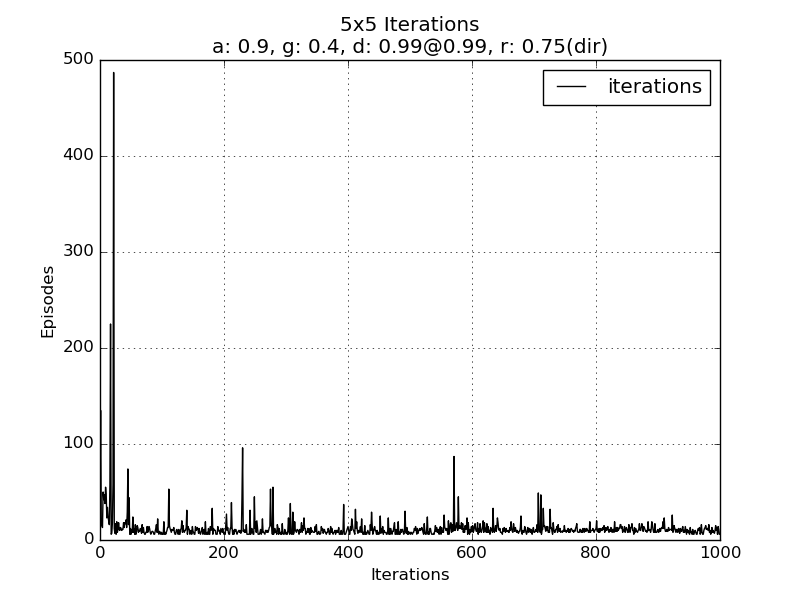 5x5 Iterations
a: 0.9, g: 0.4, d: 0.99@0.99, r: 0.75(dir)
500
400
300
200
100
0
Episodes
iterations
0 200 400 600 800 1000
Iterations